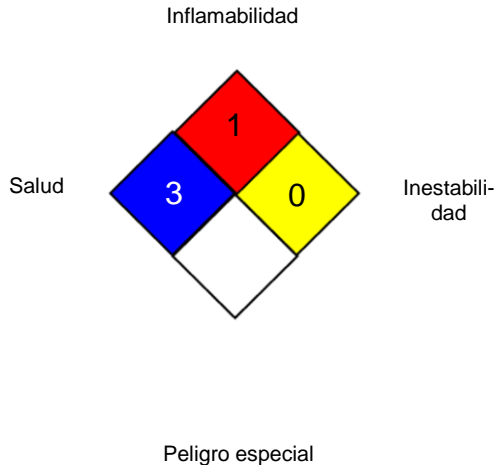 Inflamabilidad
1
Salud
3
0
Inestabili-
dad
Peligro especial